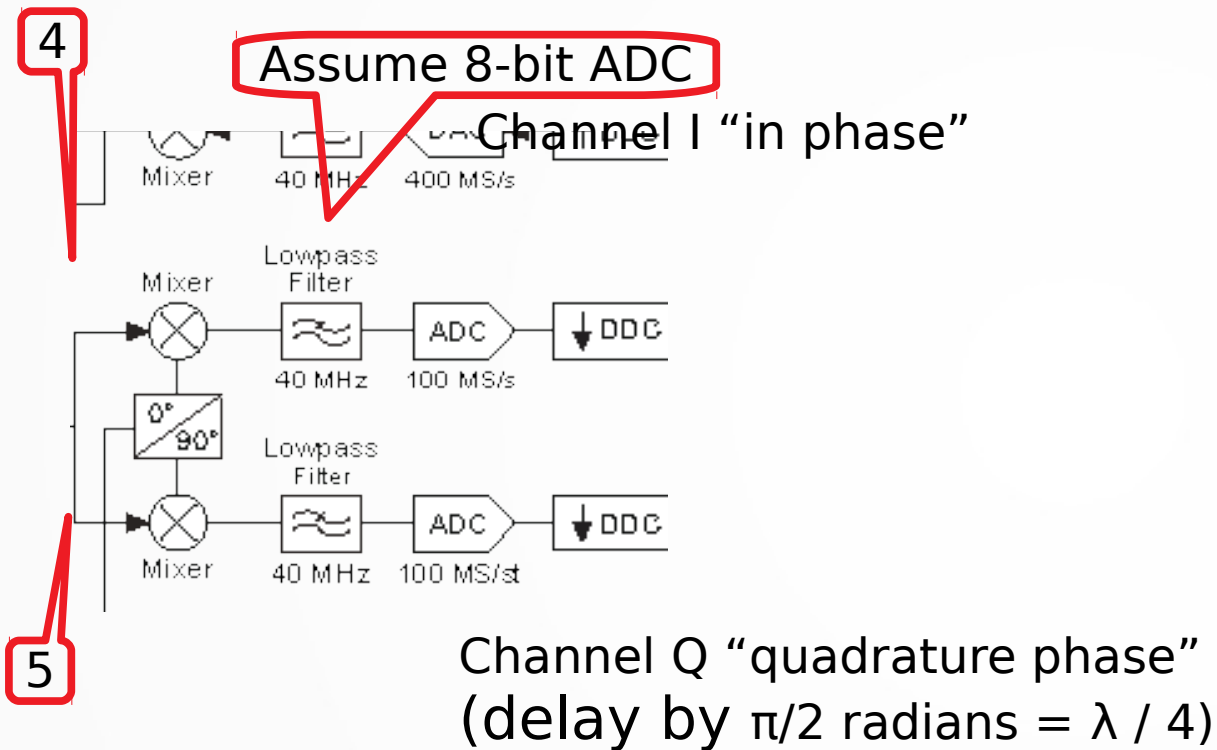 4
Assume 8-bit ADC
Channel I “in phase”
Mixer
40 MHz
400 MS/s
Lowpass
Filter
Mixer
ADC
DDC
40 MHz
100 MS/s
0°
90°
Lowpass
Filter
ADC
DDC
Mixer
40 MHz
100 MS/st
5
Channel Q “quadrature phase”
(delay by π/2 radians = λ / 4)